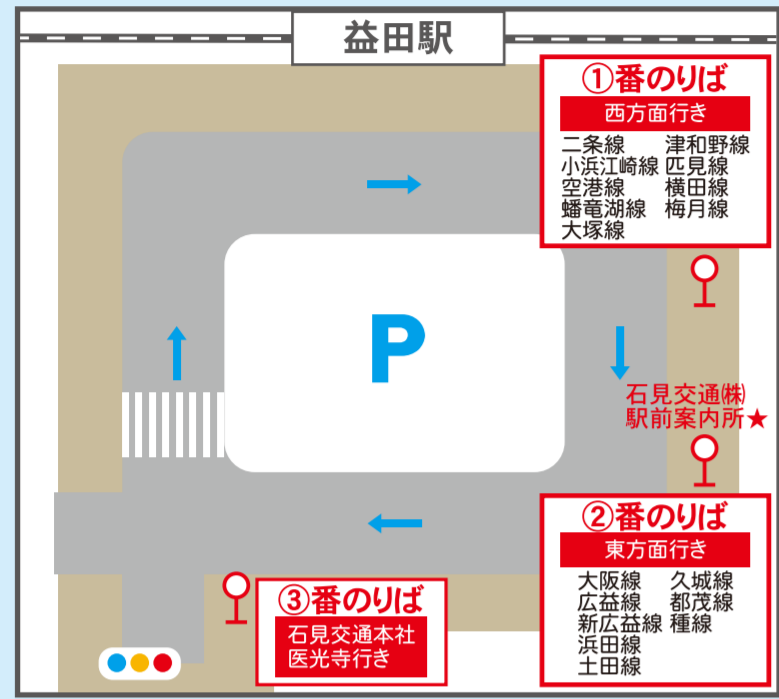 益田駅
①番のりば
西方面行き
二条線 津和野線
小浜江崎線 匹見線
空港線 横田線
蟠竜湖線 梅月線
大塚線
P
石見交通㈱
駅前案内所★
②番のりば
東方面行き
大阪線 久城線
広益線 都茂線
新広益線 種線
浜田線
土田線
③番のりば
石見交通本社
医光寺行き